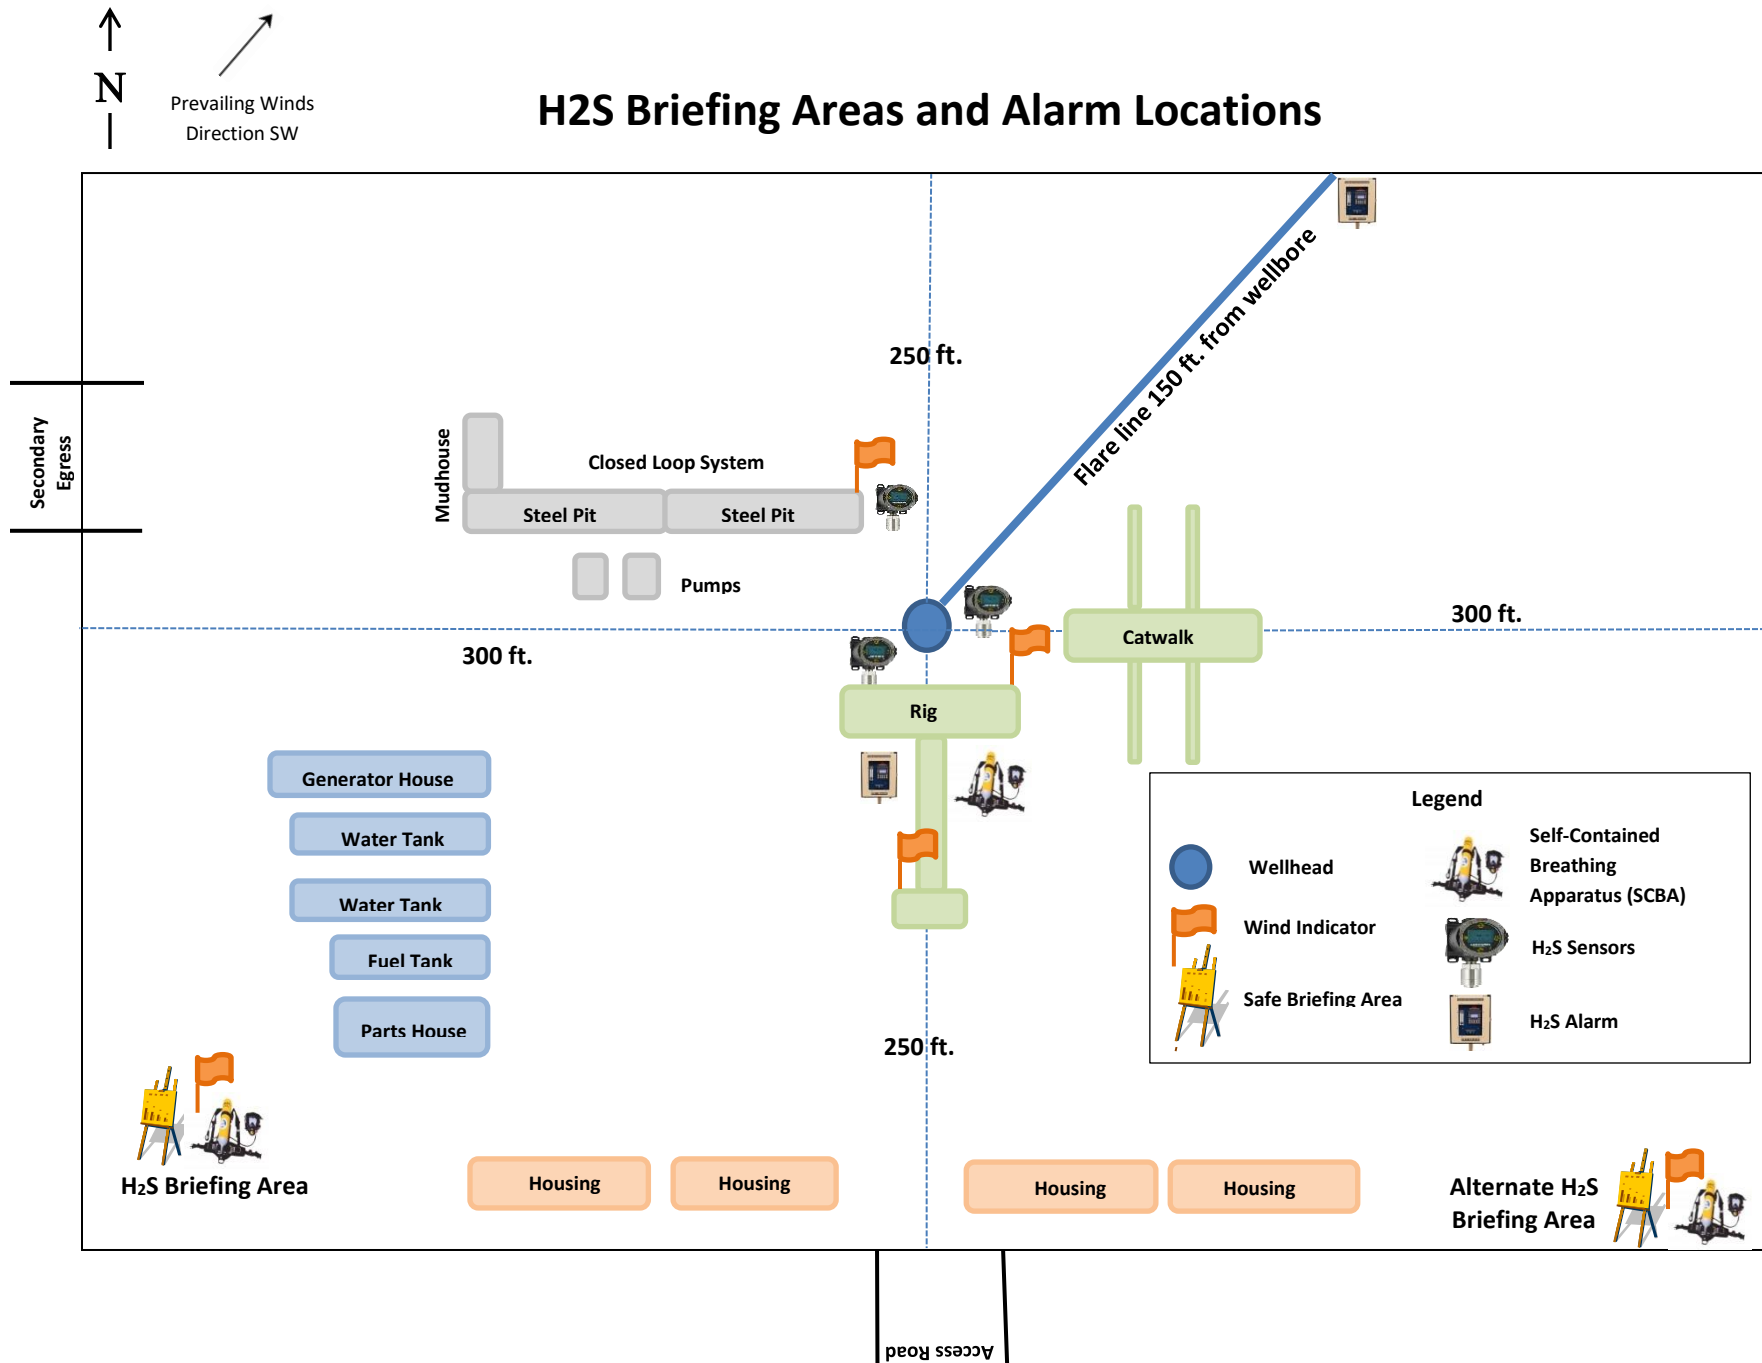 N
Prevailing Winds
Direction SW
H2S Briefing Areas and Alarm Locations
250 ft.
Flare line 150 ft. from wellbore
Secondary
Egress
Mudhouse
Closed Loop System
Steel Pit
Steel Pit
Pumps
300 ft.
Catwalk
300 ft.
Rig
Generator House
Water Tank
Water Tank
Fuel Tank
Parts House
250 ft.
Legend
Wellhead
Wind Indicator
Safe Briefing Area
Self-Contained
Breathing
Apparatus (SCBA)
H2S Sensors
H2S Alarm
H2S Briefing Area
Housing
Housing
Housing
Housing
Alternate H2S
Briefing Area
Access Road